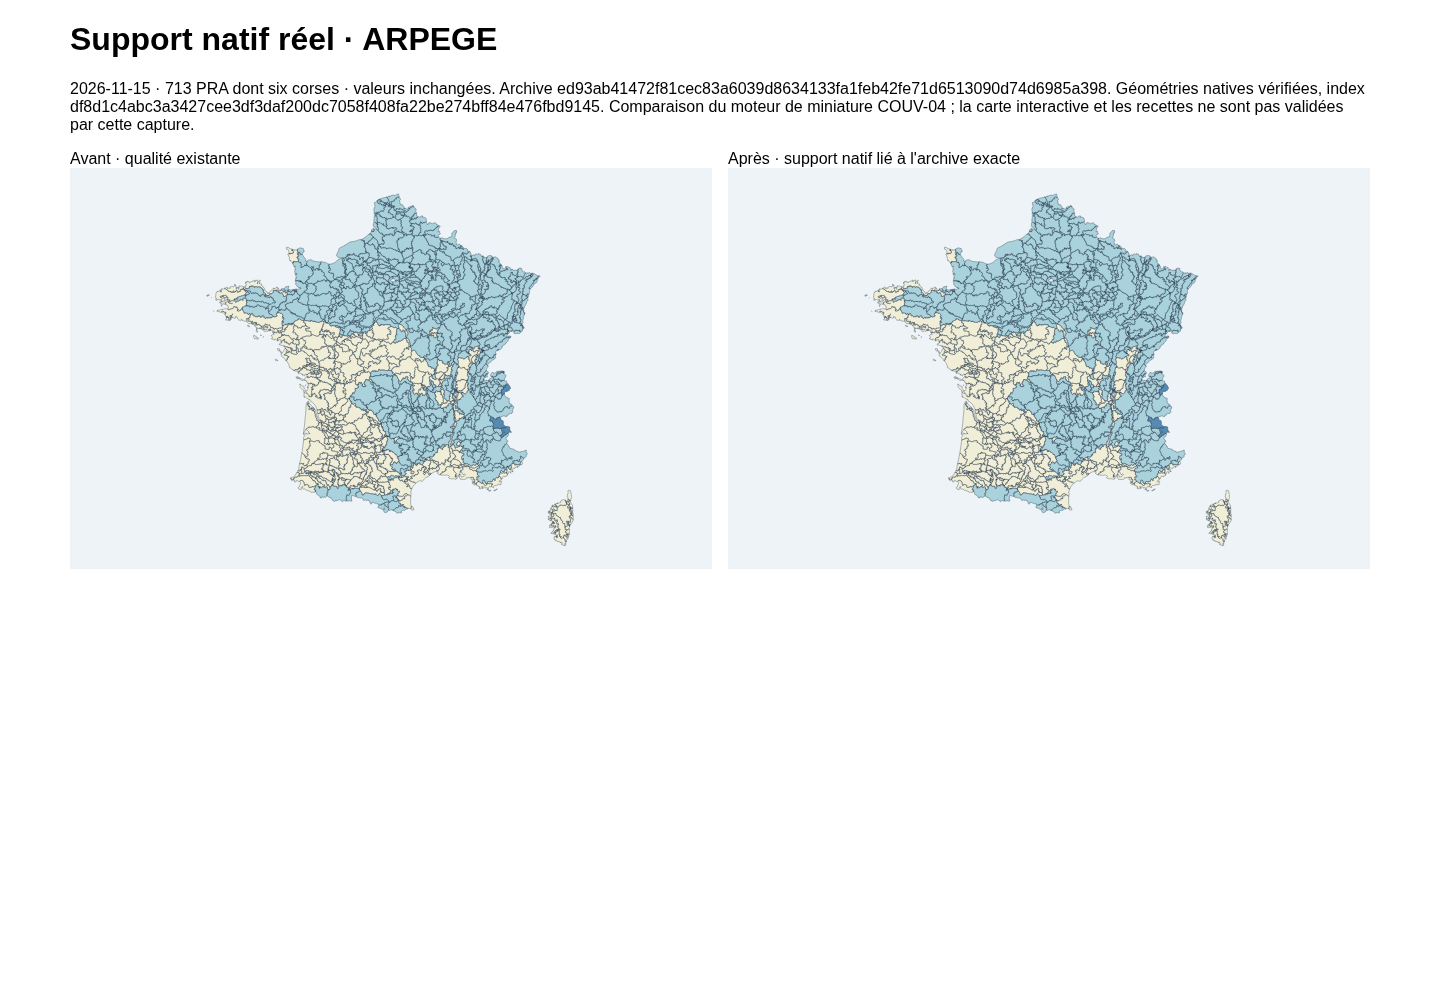 Support natif réel · ARPEGE
2026-11-15 · 713 PRA dont six corses · valeurs inchangées. Archive ed93ab41472f81cec83a6039d8634133fa1feb42fe71d6513090d74d6985a398. Géométries natives vérifiées, index
df8d1c4abc3a3427cee3df3daf200dc7058f408fa22be274bff84e476fbd9145. Comparaison du moteur de miniature COUV-04 ; la carte interactive et les recettes ne sont pas validées
par cette capture.
Avant · qualité existante
Après · support natif lié à l'archive exacte